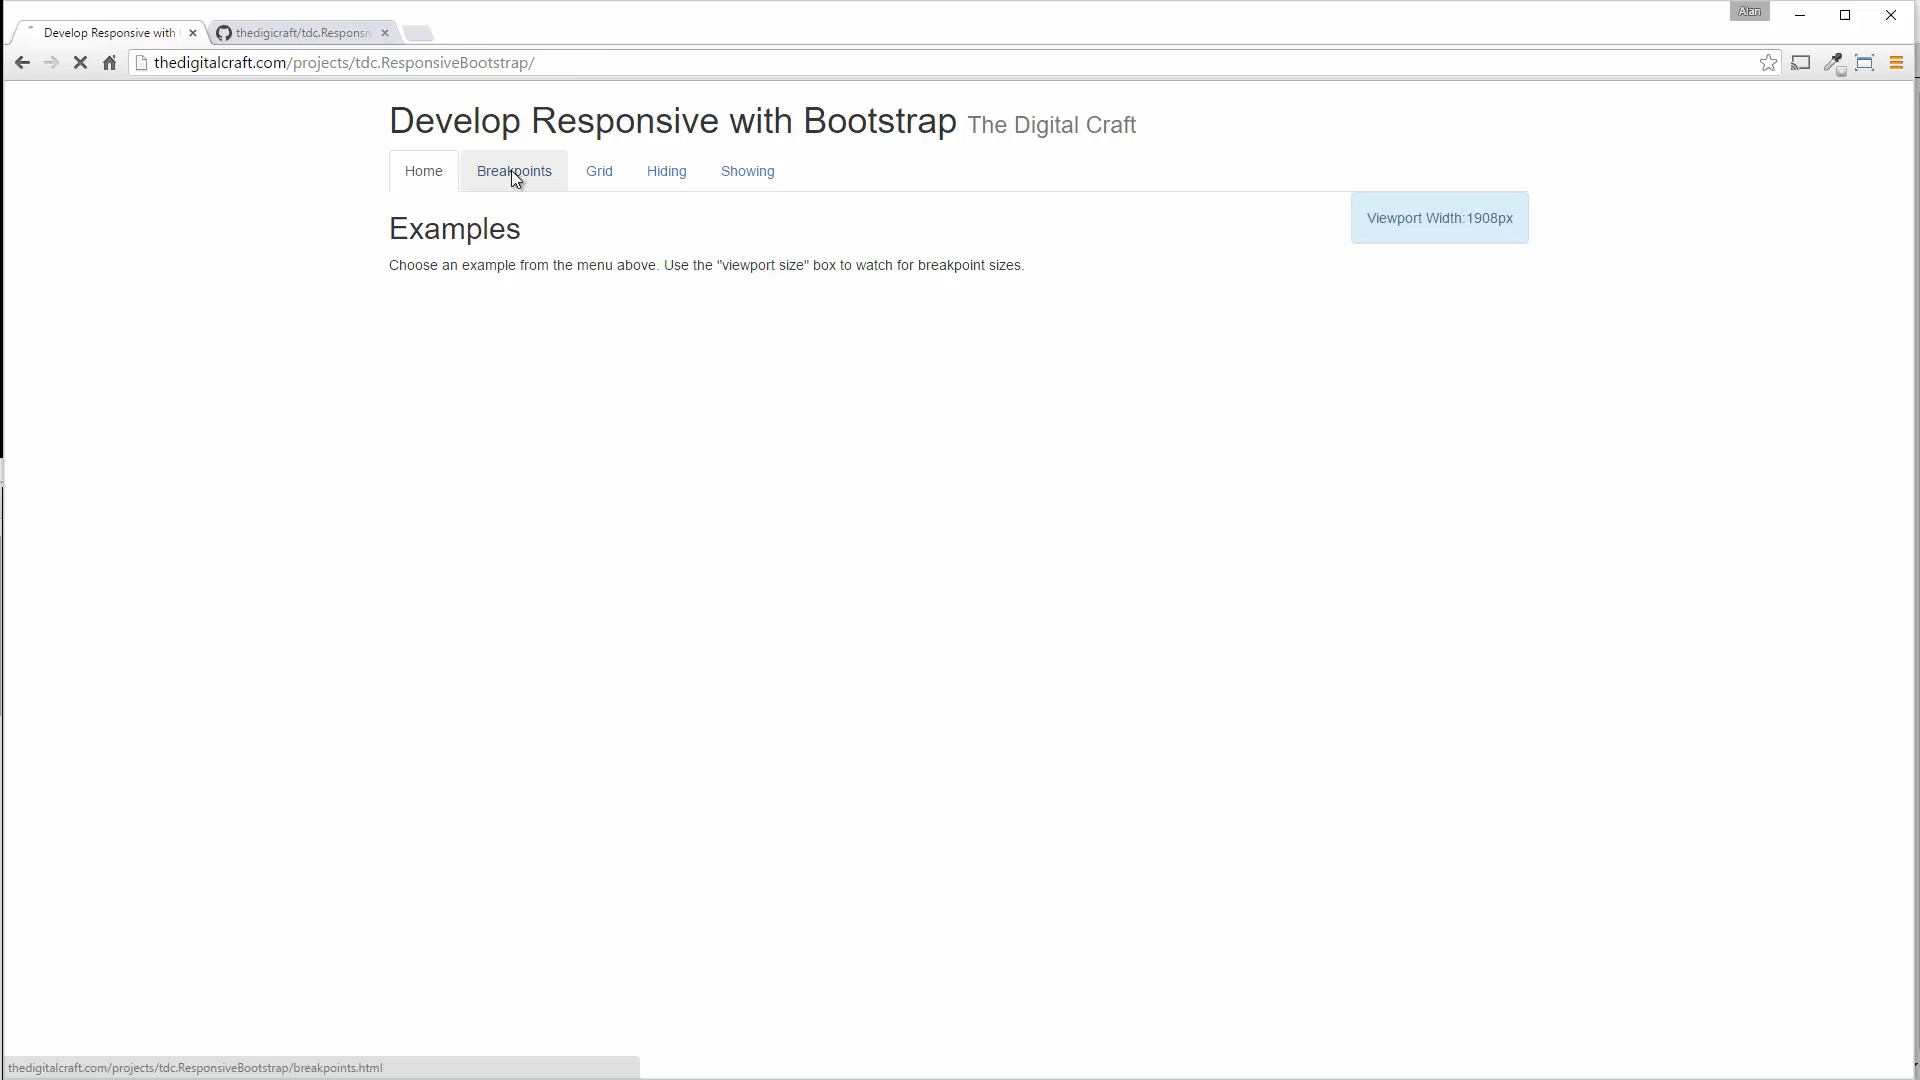 Alan
Develop Responsive with
thedigicraft/tdc.Responsiv
thedigitalcraft.com/projects/tdc.ResponsiveBootstrap/
Develop Responsive with Bootstrap The Digital Craft
Home Breakpoints Grid Hiding Showing
Viewport Width:1908px
Examples
Choose an example from the menu above. Use the "viewport size" box to watch for breakpoint sizes.
thedigitalcraft.com/projects/tdc.ResponsiveBootstrap/breakpoints.html